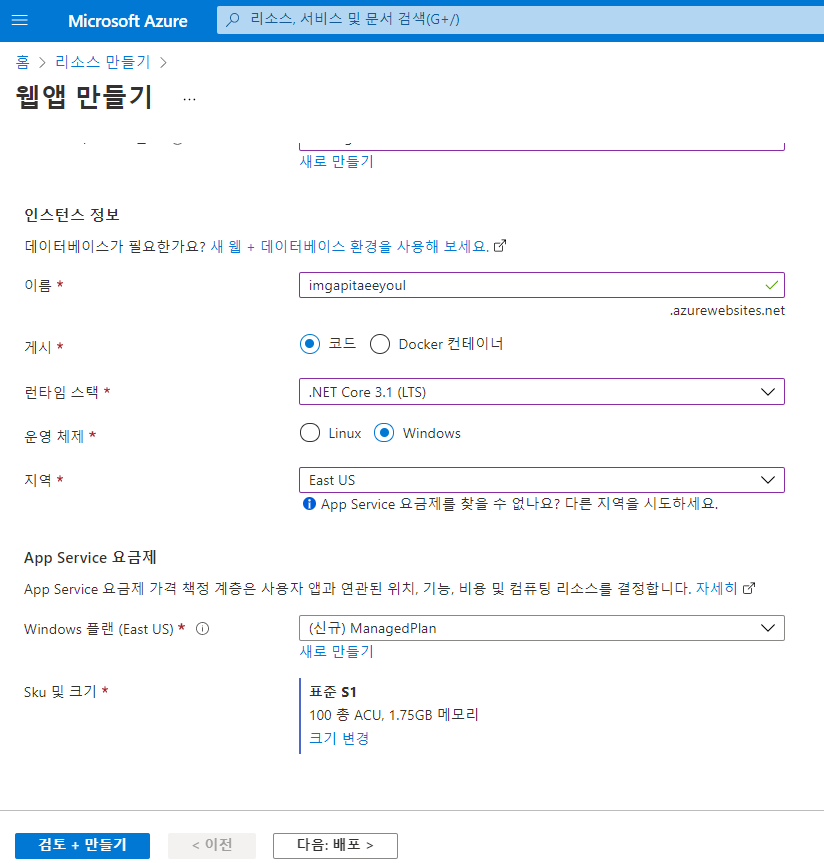 Microsoft Azure
리소스, 서비스 및 문서 검색(G+/)
홈 > 리소스 만들기 >
웹앱 만들기 ...
새로 만들기
인스턴스 정보
데이터베이스가 필요한가요? 새 웹 + 데이터베이스 환경을 사용해 보세요.
이름 * imgapitaeeyoul
.azurewebsites.net
게시 * 코드 Docker 컨테이너
런타임 스택 * .NET Core 3.1 (LTS)
운영 체제 * Linux Windows
지역 * East US
App Service 요금제를 찾을 수 없나요? 다른 지역을 시도하세요.
App Service 요금제
App Service 요금제 가격 책정 계층은 사용자 앱과 연관된 위치, 기능, 비용 및 컴퓨팅 리소스를 결정합니다. 자세히
Windows 플랜 (East US) * (신규) ManagedPlan
새로 만들기
Sku 및 크기 * 표준 S1
100 총 ACU, 1.75GB 메모리
크기 변경
검토 + 만들기 < 이전 다음: 배포 >